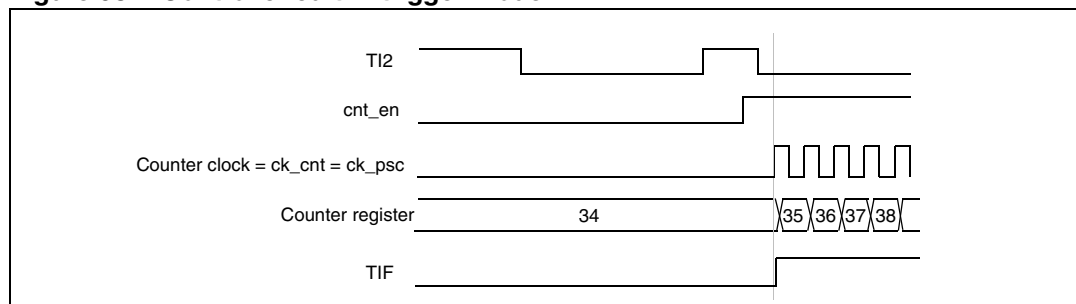 TI2
cnt_en
Counter clock = ck_cnt = ck_psc
Counter register 34 35 36 37 38
TIF